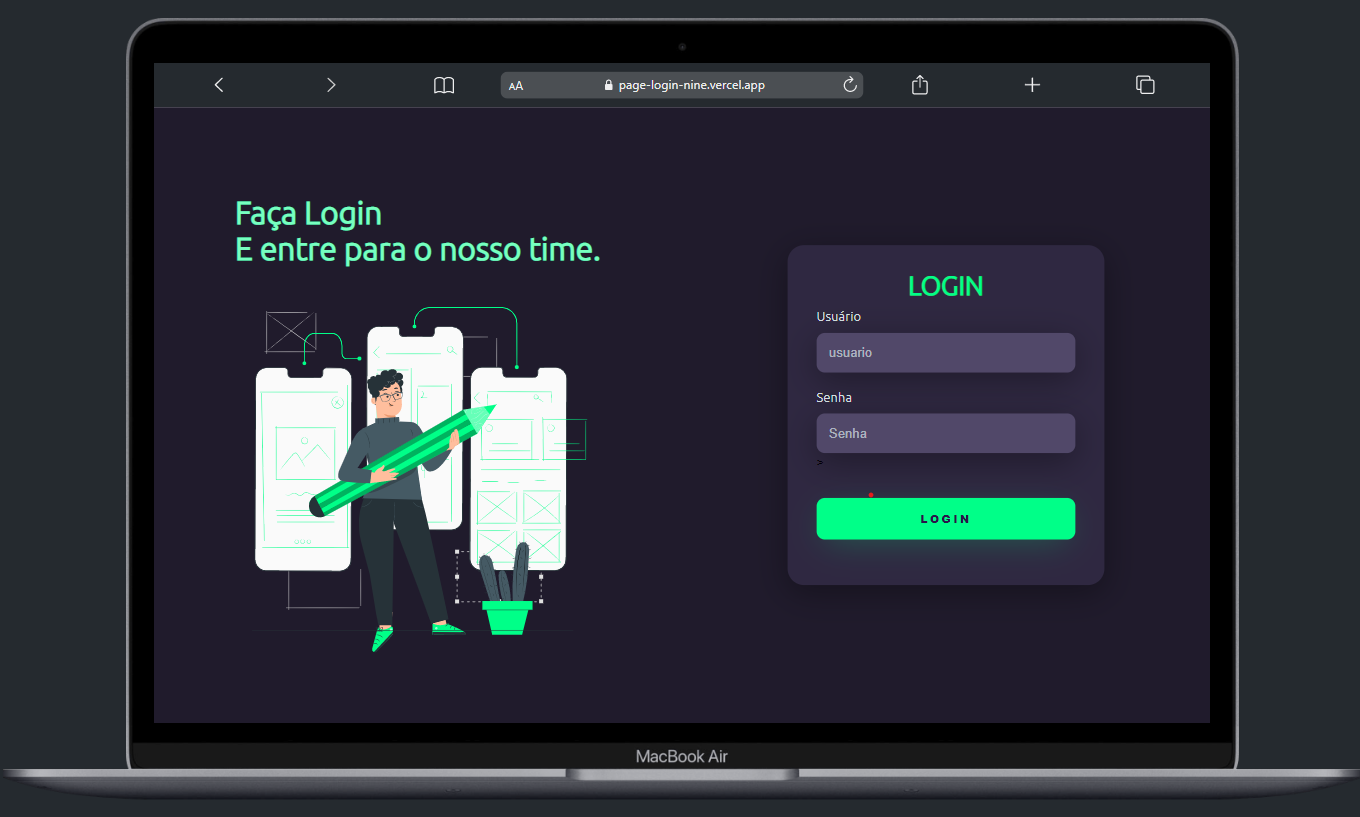 AA
page-login-nine.vercel.app
Faça Login
E entre para o nosso time.
LOGIN
Usuário
usuario
Senha
Senha
>
LOGIN
MacBook Air